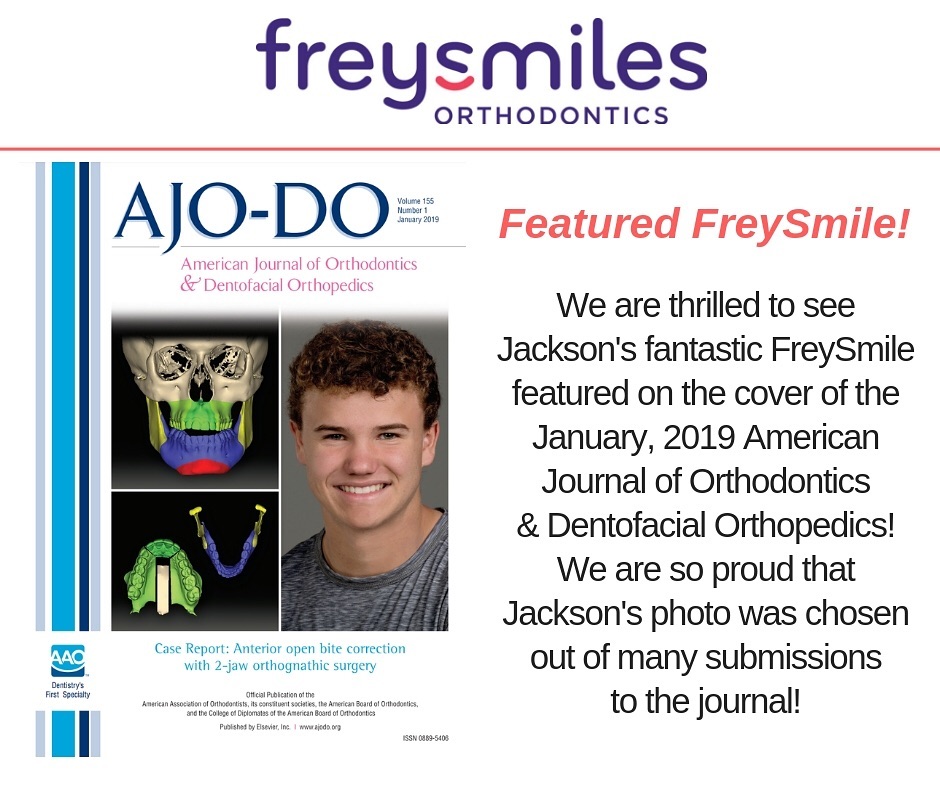 freysmiles
ORTHODONTICS
AJO-DO
Volume 155
Number 1
January 2019
American Journal of Orthodontics
& Dentofacial Orthopedics
Case Report: Anterior open bite correction
with 2-jaw orthognathic surgery
AAO
Dentistry's
First Specialty
Official Publication of the
American Association of Orthodontists, its constituent societies, the American Board of Orthodontics,
and the College of Diplomates of the American Board of Orthodontics
Published by Elsevier, Inc. | www.ajodo.org
ISSN 0889-5406
Featured FreySmile!
We are thrilled to see
Jackson's fantastic FreySmile
featured on the cover of the
January, 2019 American
Journal of Orthodontics
& Dentofacial Orthopedics!
We are so proud that
Jackson's photo was chosen
out of many submissions
to the journal!